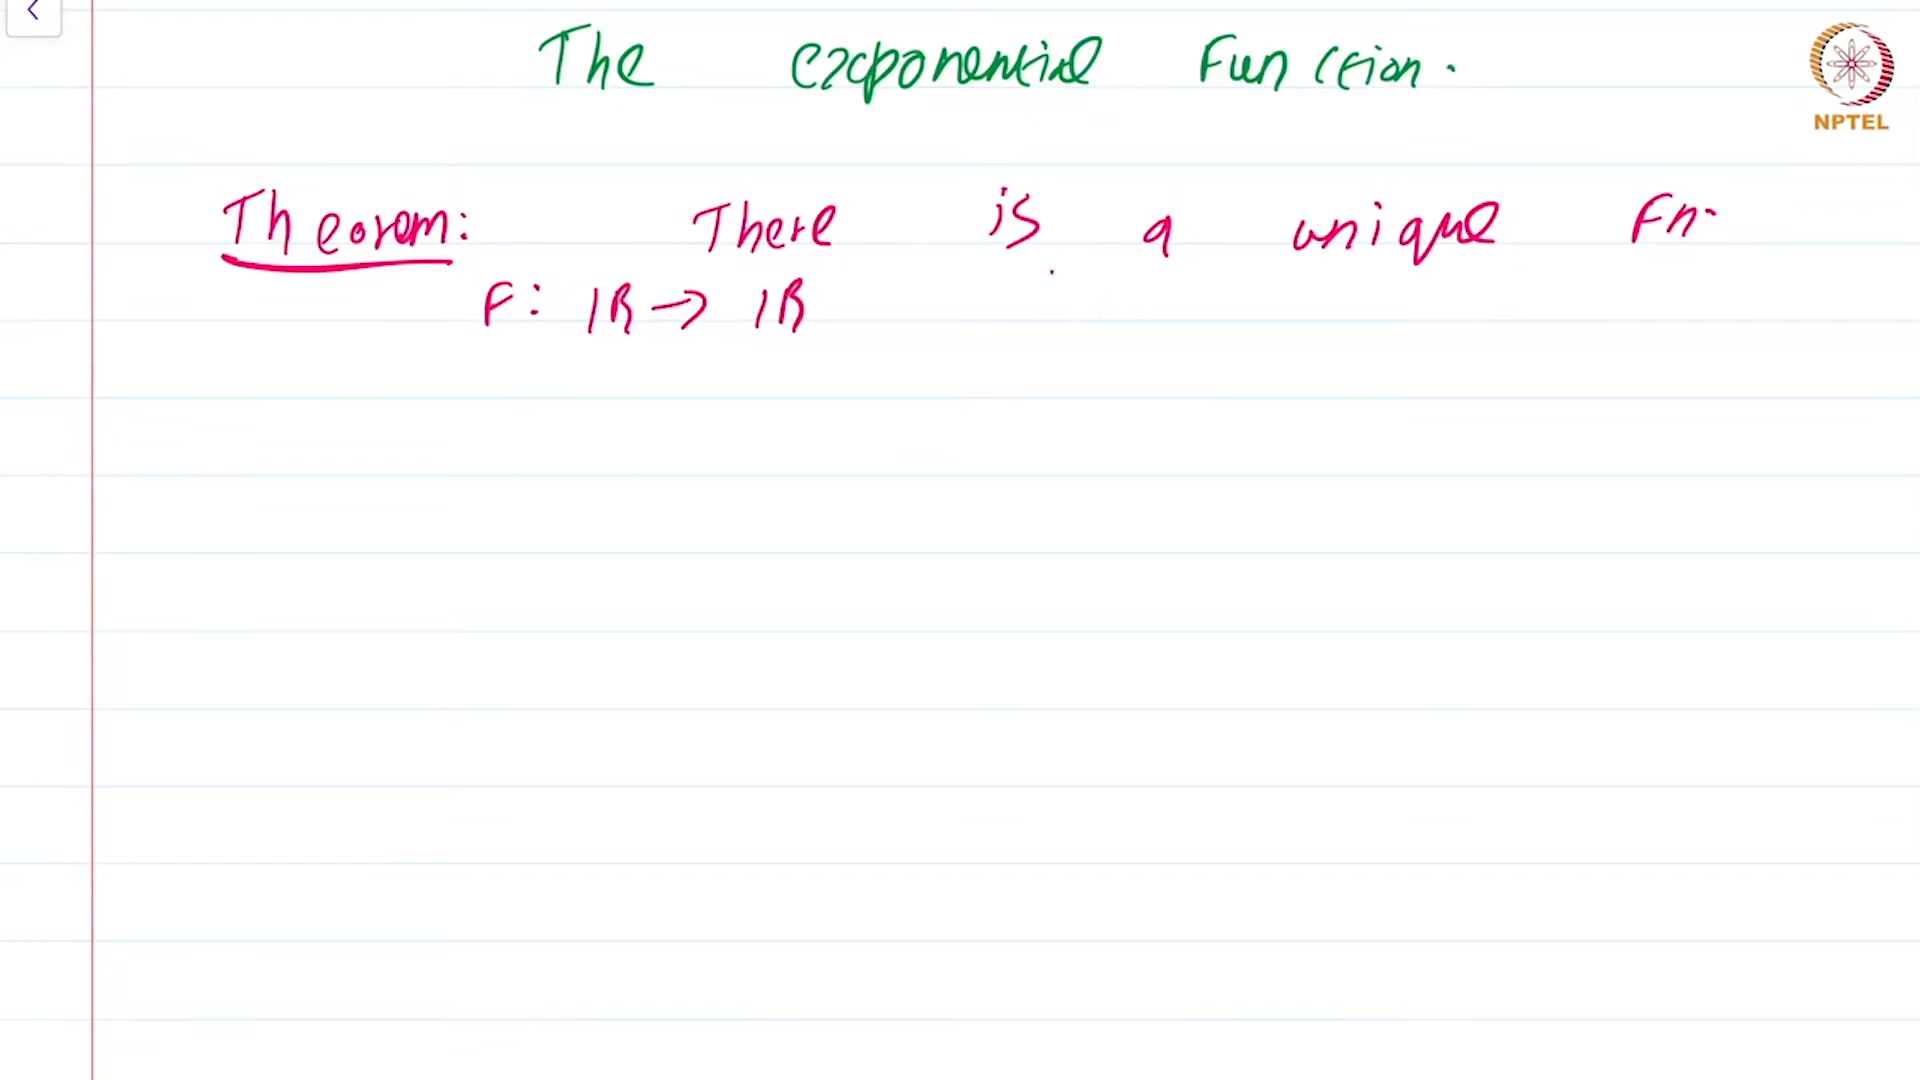 The exponential Function.
NPTEL
Theorem: There is a unique Fn.
F: ℝ → ℝ